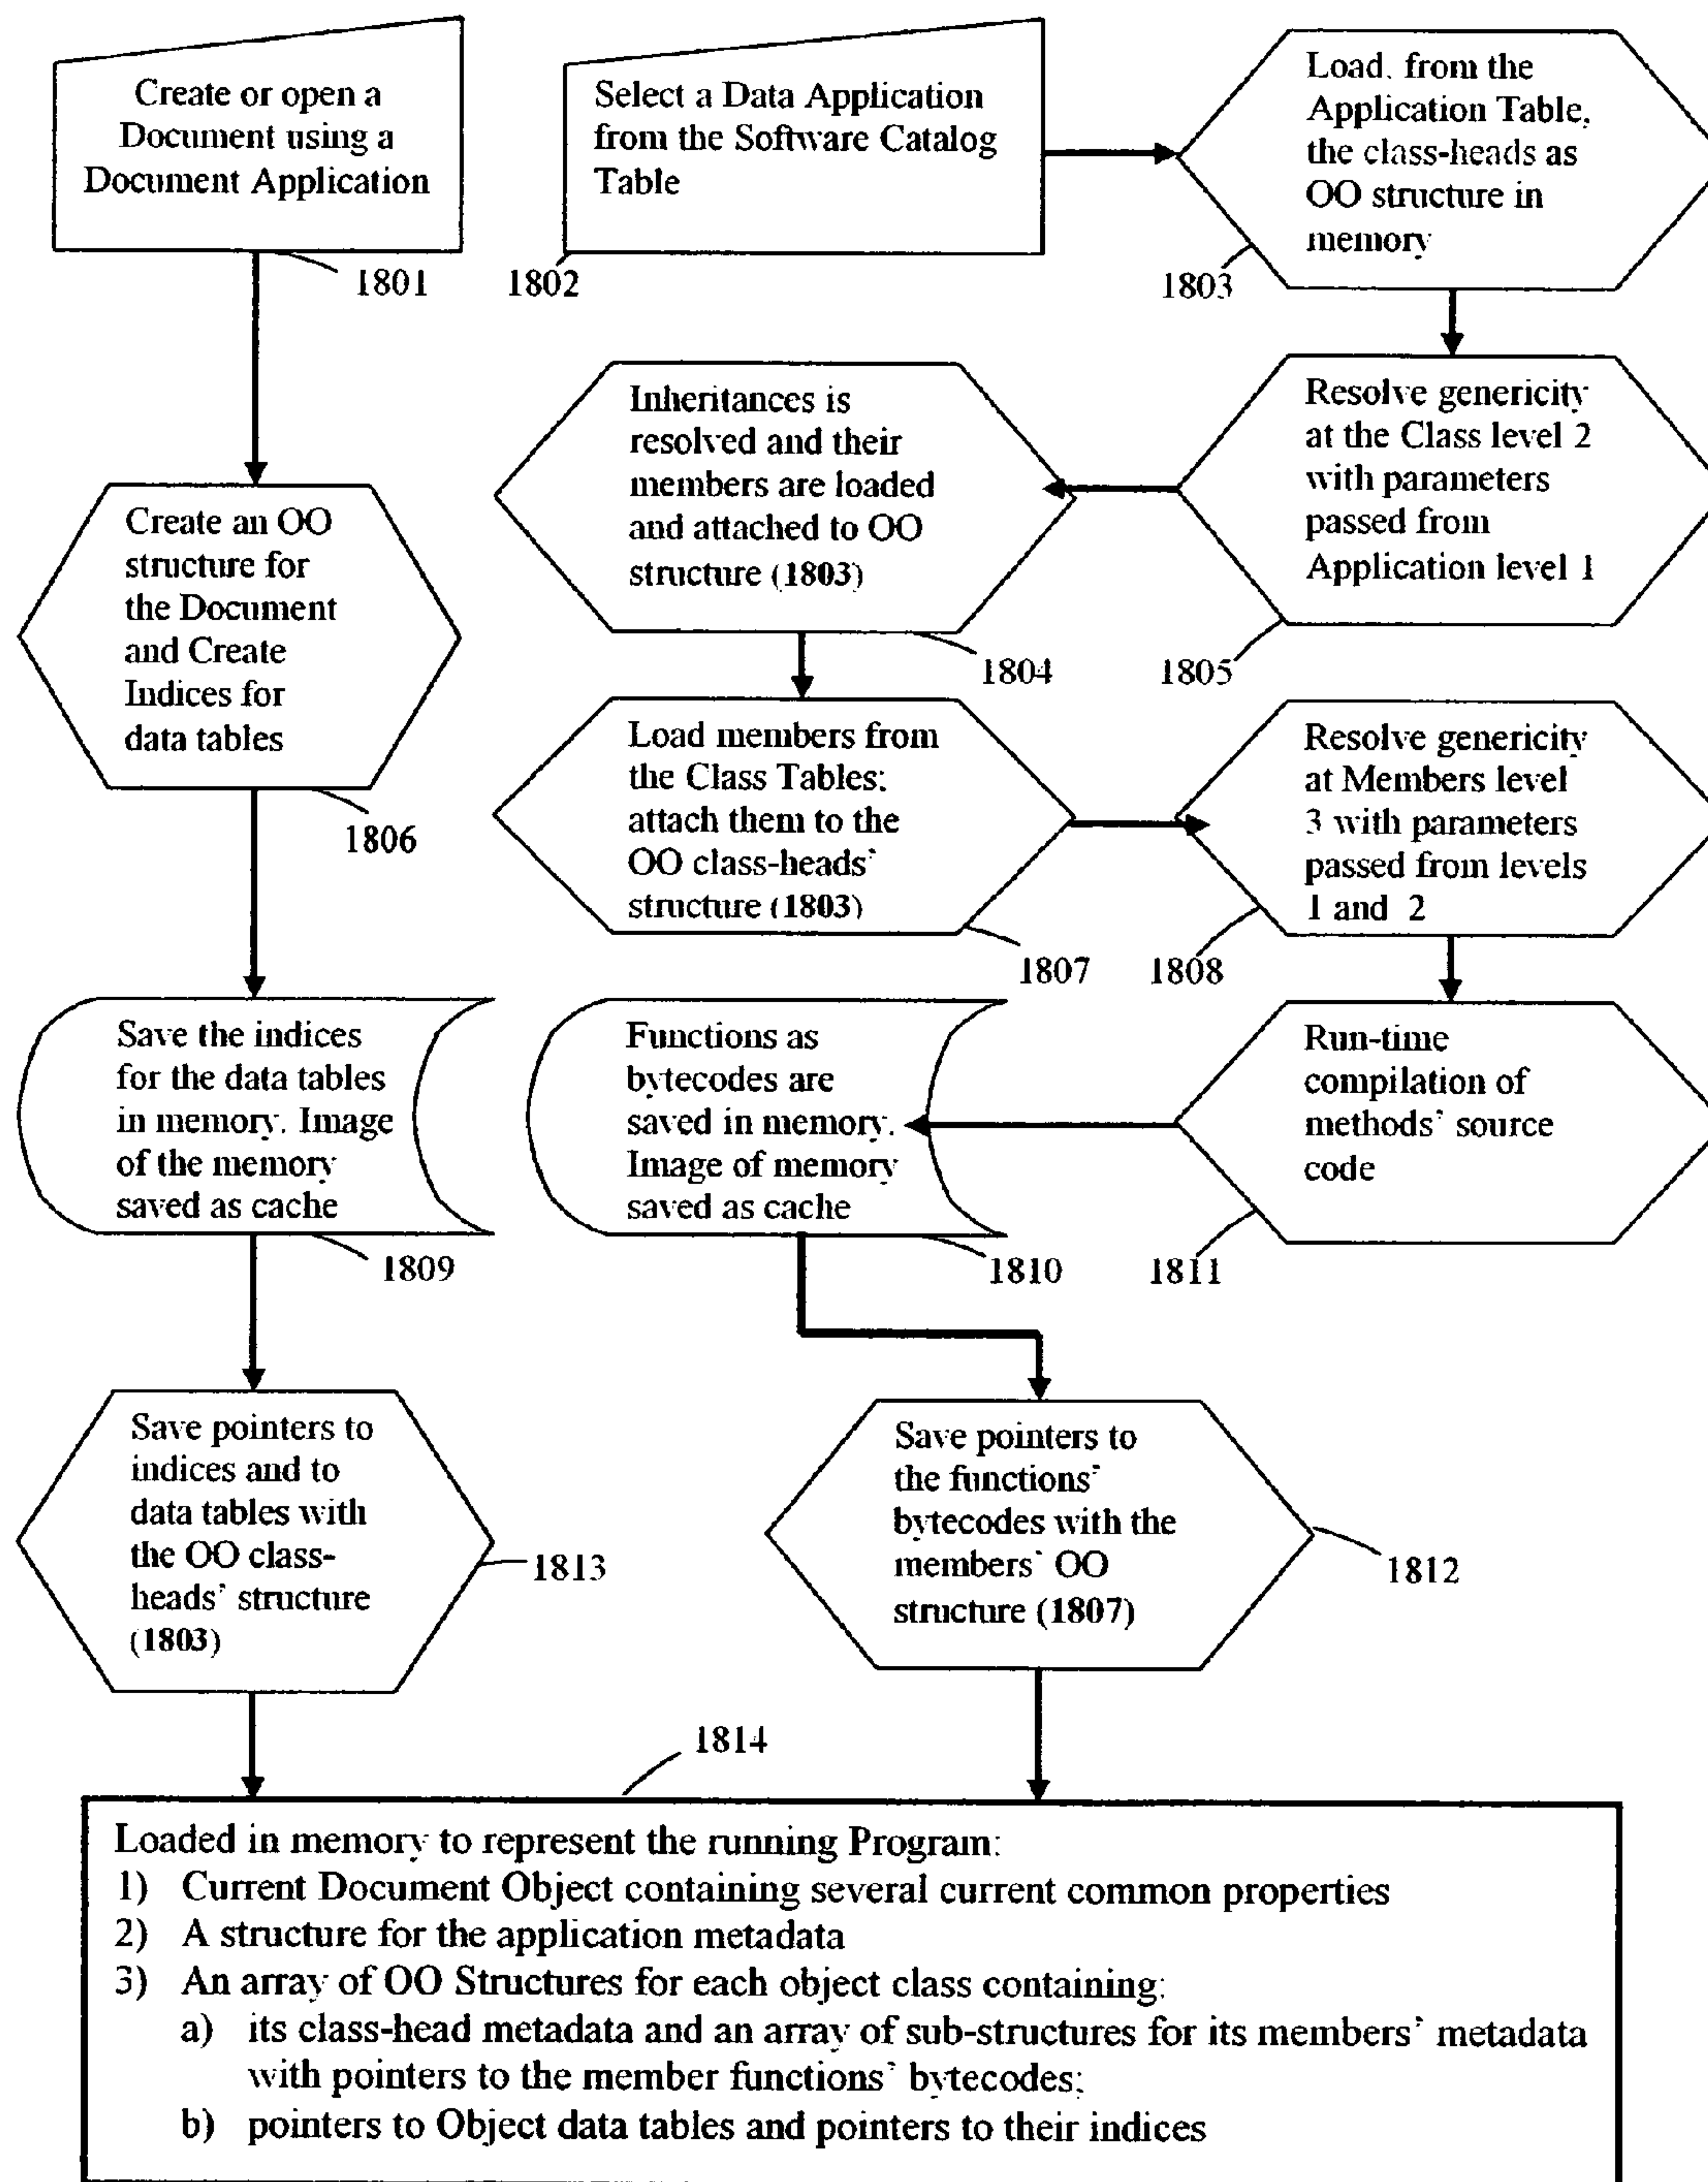 Create or open a
Document using a
Document Application
1801
Select a Data Application
from the Software Catalog
Table
1802
Load, from the
Application Table,
the class-heads as
OO structure in
memory
1803
Inheritances is
resolved and their
members are loaded
and attached to OO
structure (1803)
1804
Resolve genericity
at the Class level 2
with parameters
passed from
Application level 1
1805
Create an OO
structure for
the Document
and Create
Indices for
data tables
1806
Load members from
the Class Tables;
attach them to the
OO class-heads'
structure (1803)
1807
Resolve genericity
at Members level
3 with parameters
passed from levels
1 and 2
1808
Save the indices
for the data tables
in memory. Image
of the memory
saved as cache
1809
Functions as
bytecodes are
saved in memory.
Image of memory
saved as cache
1810
Run-time
compilation of
methods' source
code
1811
Save pointers to
indices and to
data tables with
the OO class-
heads' structure
(1803)
1813
Save pointers to
the functions'
bytecodes with the
members' OO
structure (1807)
1812
1814
Loaded in memory to represent the running Program:
1) Current Document Object containing several current common properties
2) A structure for the application metadata
3) An array of OO Structures for each object class containing:
a) its class-head metadata and an array of sub-structures for its members' metadata
with pointers to the member functions' bytecodes;
b) pointers to Object data tables and pointers to their indices